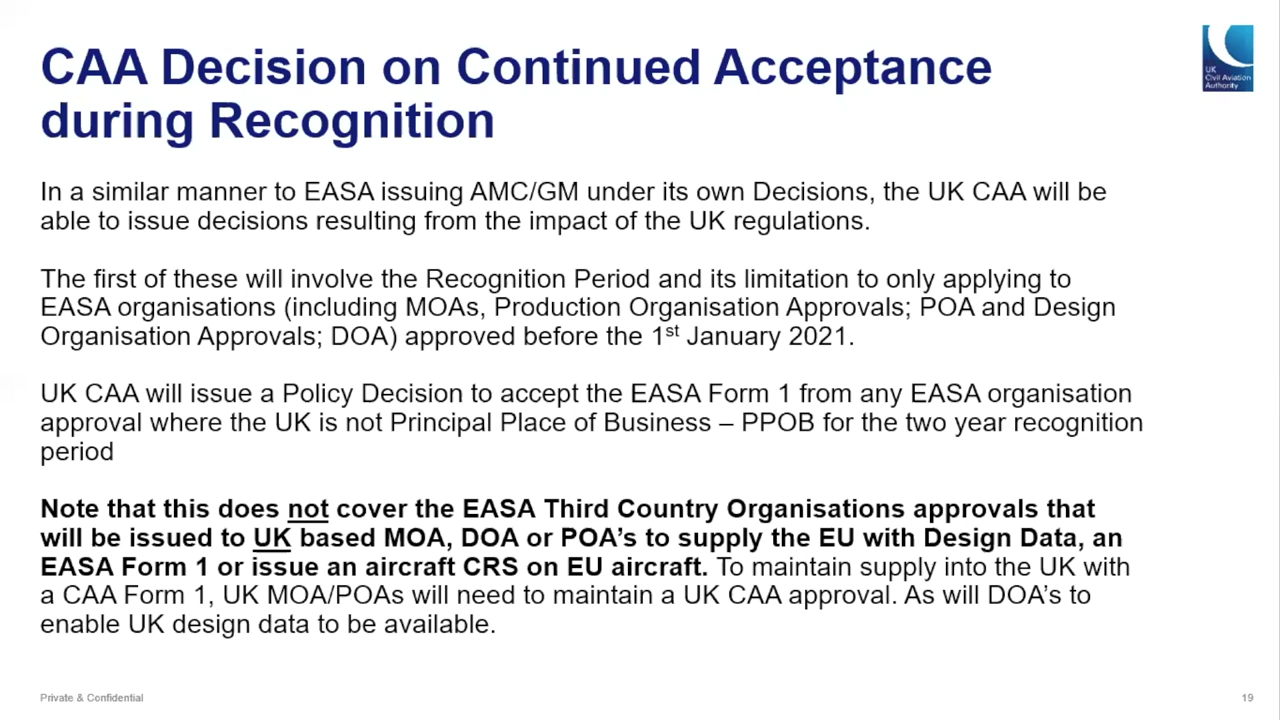 CAA Decision on Continued Acceptance
during Recognition
UK
Civil Aviation
Authority
In a similar manner to EASA issuing AMC/GM under its own Decisions, the UK CAA will be
able to issue decisions resulting from the impact of the UK regulations.
The first of these will involve the Recognition Period and its limitation to only applying to
EASA organisations (including MOAs, Production Organisation Approvals; POA and Design
Organisation Approvals; DOA) approved before the 1st January 2021.
UK CAA will issue a Policy Decision to accept the EASA Form 1 from any EASA organisation
approval where the UK is not Principal Place of Business – PPOB for the two year recognition
period
Note that this does not cover the EASA Third Country Organisations approvals that
will be issued to UK based MOA, DOA or POA’s to supply the EU with Design Data, an
EASA Form 1 or issue an aircraft CRS on EU aircraft. To maintain supply into the UK with
a CAA Form 1, UK MOA/POAs will need to maintain a UK CAA approval. As will DOA’s to
enable UK design data to be available.
Private & Confidential
19